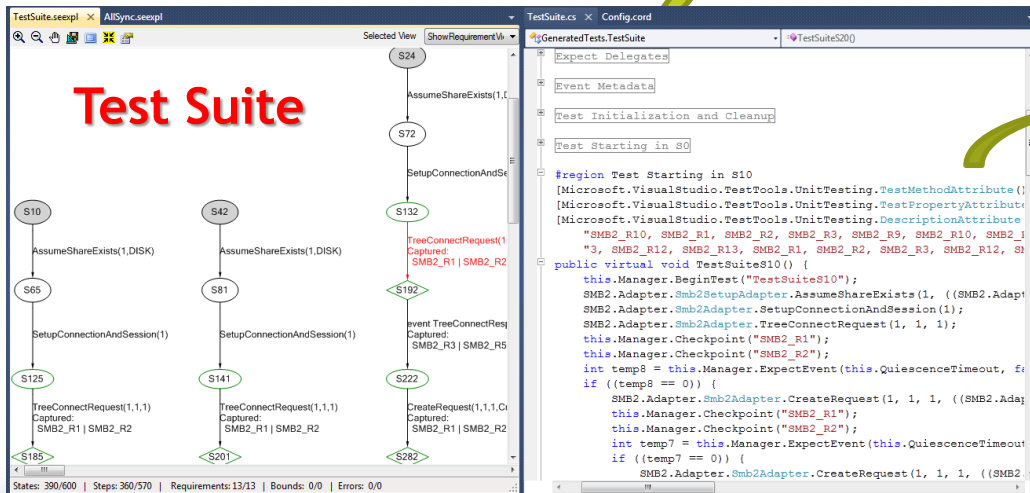 TestSuite.seexpl
AllSync.seexpl
Selected View
ShowRequirementVi
Test Suite
S24
AssumeShareExists(1,D
S72
SetupConnectionAndSe
S10
S42
S132
AssumeShareExists(1,DISK)
AssumeShareExists(1,DISK)
TreeConnectRequest(1
Captured:
SMB2_R1 | SMB2_R2
S65
S81
S192
SetupConnectionAndSession(1)
SetupConnectionAndSession(1)
event TreeConnectResp
Captured:
SMB2_R3 | SMB2_R5
S125
S141
S222
TreeConnectRequest(1,1,1)
Captured:
SMB2_R1 | SMB2_R2
TreeConnectRequest(1,1,1)
Captured:
SMB2_R1 | SMB2_R2
CreateRequest(1,1,1,Cr
Captured:
SMB2_R1 | SMB2_R2
S185
S201
S282
States: 390/600 | Steps: 360/570 | Requirements: 13/13 | Bounds: 0/0 | Errors: 0/0
TestSuite.cs
Config.cord
GeneratedTests.TestSuite
TestSuiteS20()
Expect Delegates
Event Metadata
Test Initialization and Cleanup
Test Starting in S0
#region Test Starting in S10
[Microsoft.VisualStudio.TestTools.UnitTesting.TestMethodAttribute()
[Microsoft.VisualStudio.TestTools.UnitTesting.TestPropertyAttribute
[Microsoft.VisualStudio.TestTools.UnitTesting.DescriptionAttribute
"SMB2_R10, SMB2_R1, SMB2_R2, SMB2_R3, SMB2_R9, SMB2_R10, SMB2_
"3, SMB2_R12, SMB2_R13, SMB2_R1, SMB2_R2, SMB2_R3, SMB2_R12, S
public virtual void TestSuiteS10() {
this.Manager.BeginTest("TestSuiteS10");
SMB2.Adapter.Smb2SetupAdapter.AssumeShareExists(1, ((SMB2.Adapt
SMB2.Adapter.Smb2Adapter.SetupConnectionAndSession(1);
SMB2.Adapter.Smb2Adapter.TreeConnectRequest(1, 1, 1);
this.Manager.Checkpoint("SMB2_R1");
this.Manager.Checkpoint("SMB2_R2");
int temp8 = this.Manager.ExpectEvent(this.QuiescenceTimeout, fa
if ((temp8 == 0)) {
SMB2.Adapter.Smb2Adapter.CreateRequest(1, 1, 1, ((SMB2.Adap
this.Manager.Checkpoint("SMB2_R1");
this.Manager.Checkpoint("SMB2_R2");
int temp7 = this.Manager.ExpectEvent(this.QuiescenceTimeout
if ((temp7 == 0)) {
SMB2.Adapter.Smb2Adapter.CreateRequest(1, 1, 1, ((SMB2.